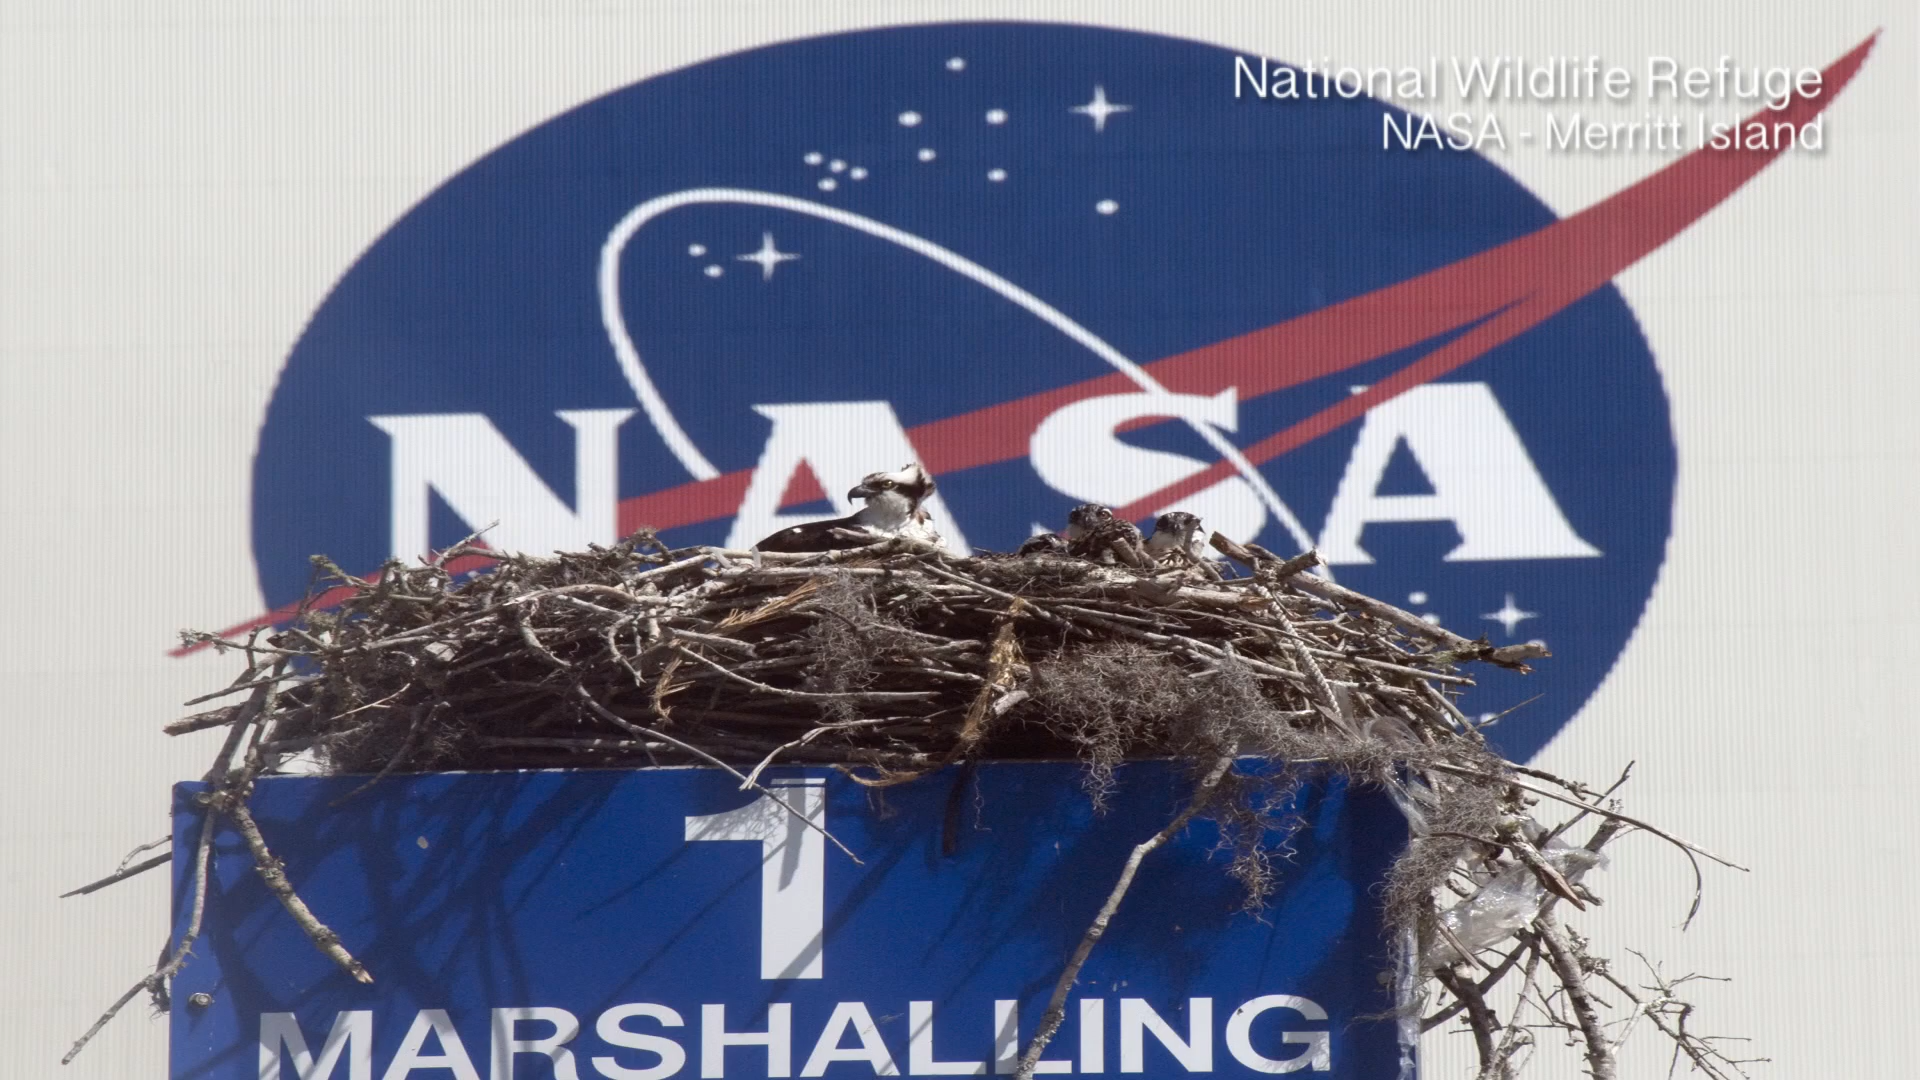 National Wildlife Refuge
NASA - Merritt Island
NASA
1
MARSHALLING